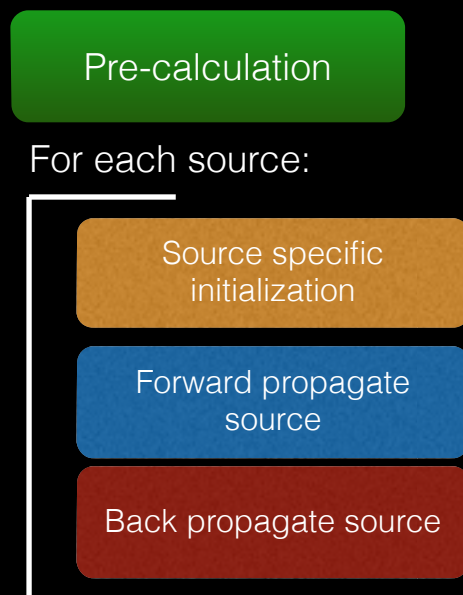 Pre-calculation
For each source:
Source specific
initialization
Forward propagate
source
Back propagate source